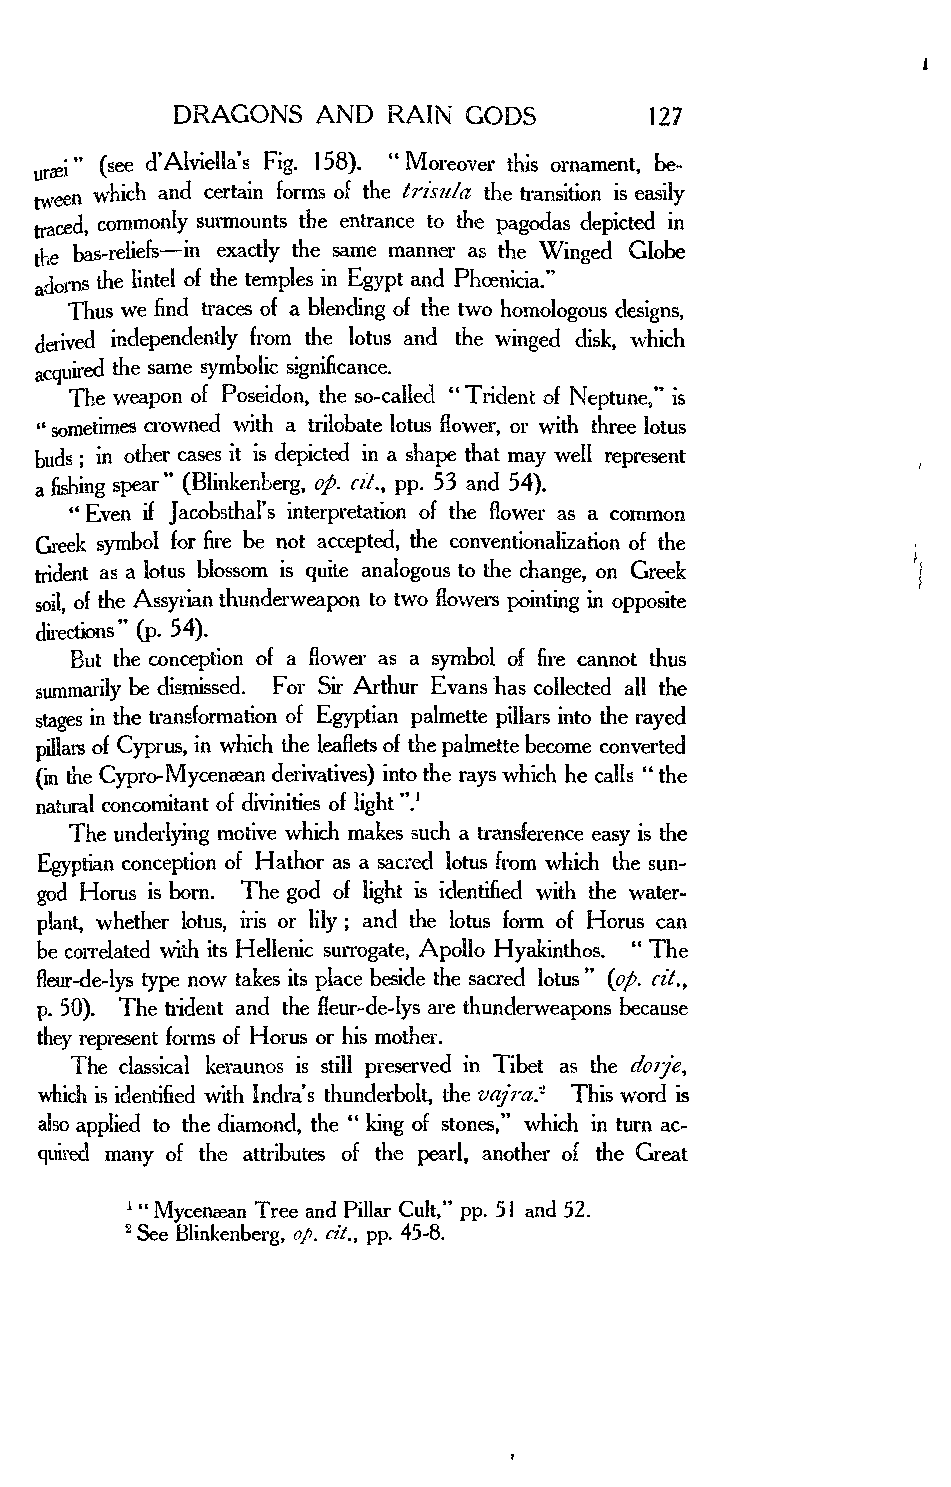 DRAGONS AND RAIN GODS 127
uræi" (see d'Alviella's Fig. 158). "Moreover this ornament, be-
tween which and certain forms of the trisula the transition is easily
traced, commonly surmounts the entrance to the pagodas depicted in
the bas-reliefs—in exactly the same manner as the Winged Globe
adorns the lintel of the temples in Egypt and Phœnicia."
Thus we find traces of a blending of the two homologous designs,
derived independently from the lotus and the winged disk, which
acquired the same symbolic significance.
The weapon of Poseidon, the so-called "Trident of Neptune," is
"sometimes crowned with a trilobate lotus flower, or with three lotus
buds; in other cases it is depicted in a shape that may well represent
a fishing spear" (Blinkenberg, op. cit., pp. 53 and 54).
"Even if Jacobsthal's interpretation of the flower as a common
Greek symbol for fire be not accepted, the conventionalization of the
trident as a lotus blossom is quite analogous to the change, on Greek
soil, of the Assyrian thunderweapon to two flowers pointing in opposite
directions" (p. 54).
But the conception of a flower as a symbol of fire cannot thus
summarily be dismissed. For Sir Arthur Evans has collected all the
stages in the transformation of Egyptian palmette pillars into the rayed
pillars of Cyprus, in which the leaflets of the palmette become converted
(in the Cypro-Mycenæan derivatives) into the rays which he calls "the
natural concomitant of divinities of light".¹
The underlying motive which makes such a transference easy is the
Egyptian conception of Hathor as a sacred lotus from which the sun-
god Horus is born. The god of light is identified with the water-
plant, whether lotus, iris or lily; and the lotus form of Horus can
be correlated with its Hellenic surrogate, Apollo Hyakinthos. "The
fleur-de-lys type now takes its place beside the sacred lotus" (op. cit.,
p. 50). The trident and the fleur-de-lys are thunderweapons because
they represent forms of Horus or his mother.
The classical keraunos is still preserved in Tibet as the dorje,
which is identified with Indra's thunderbolt, the vajra.² This word is
also applied to the diamond, the "king of stones," which in turn ac-
quired many of the attributes of the pearl, another of the Great
¹ "Mycenæan Tree and Pillar Cult," pp. 51 and 52.
² See Blinkenberg, op. cit., pp. 45-8.